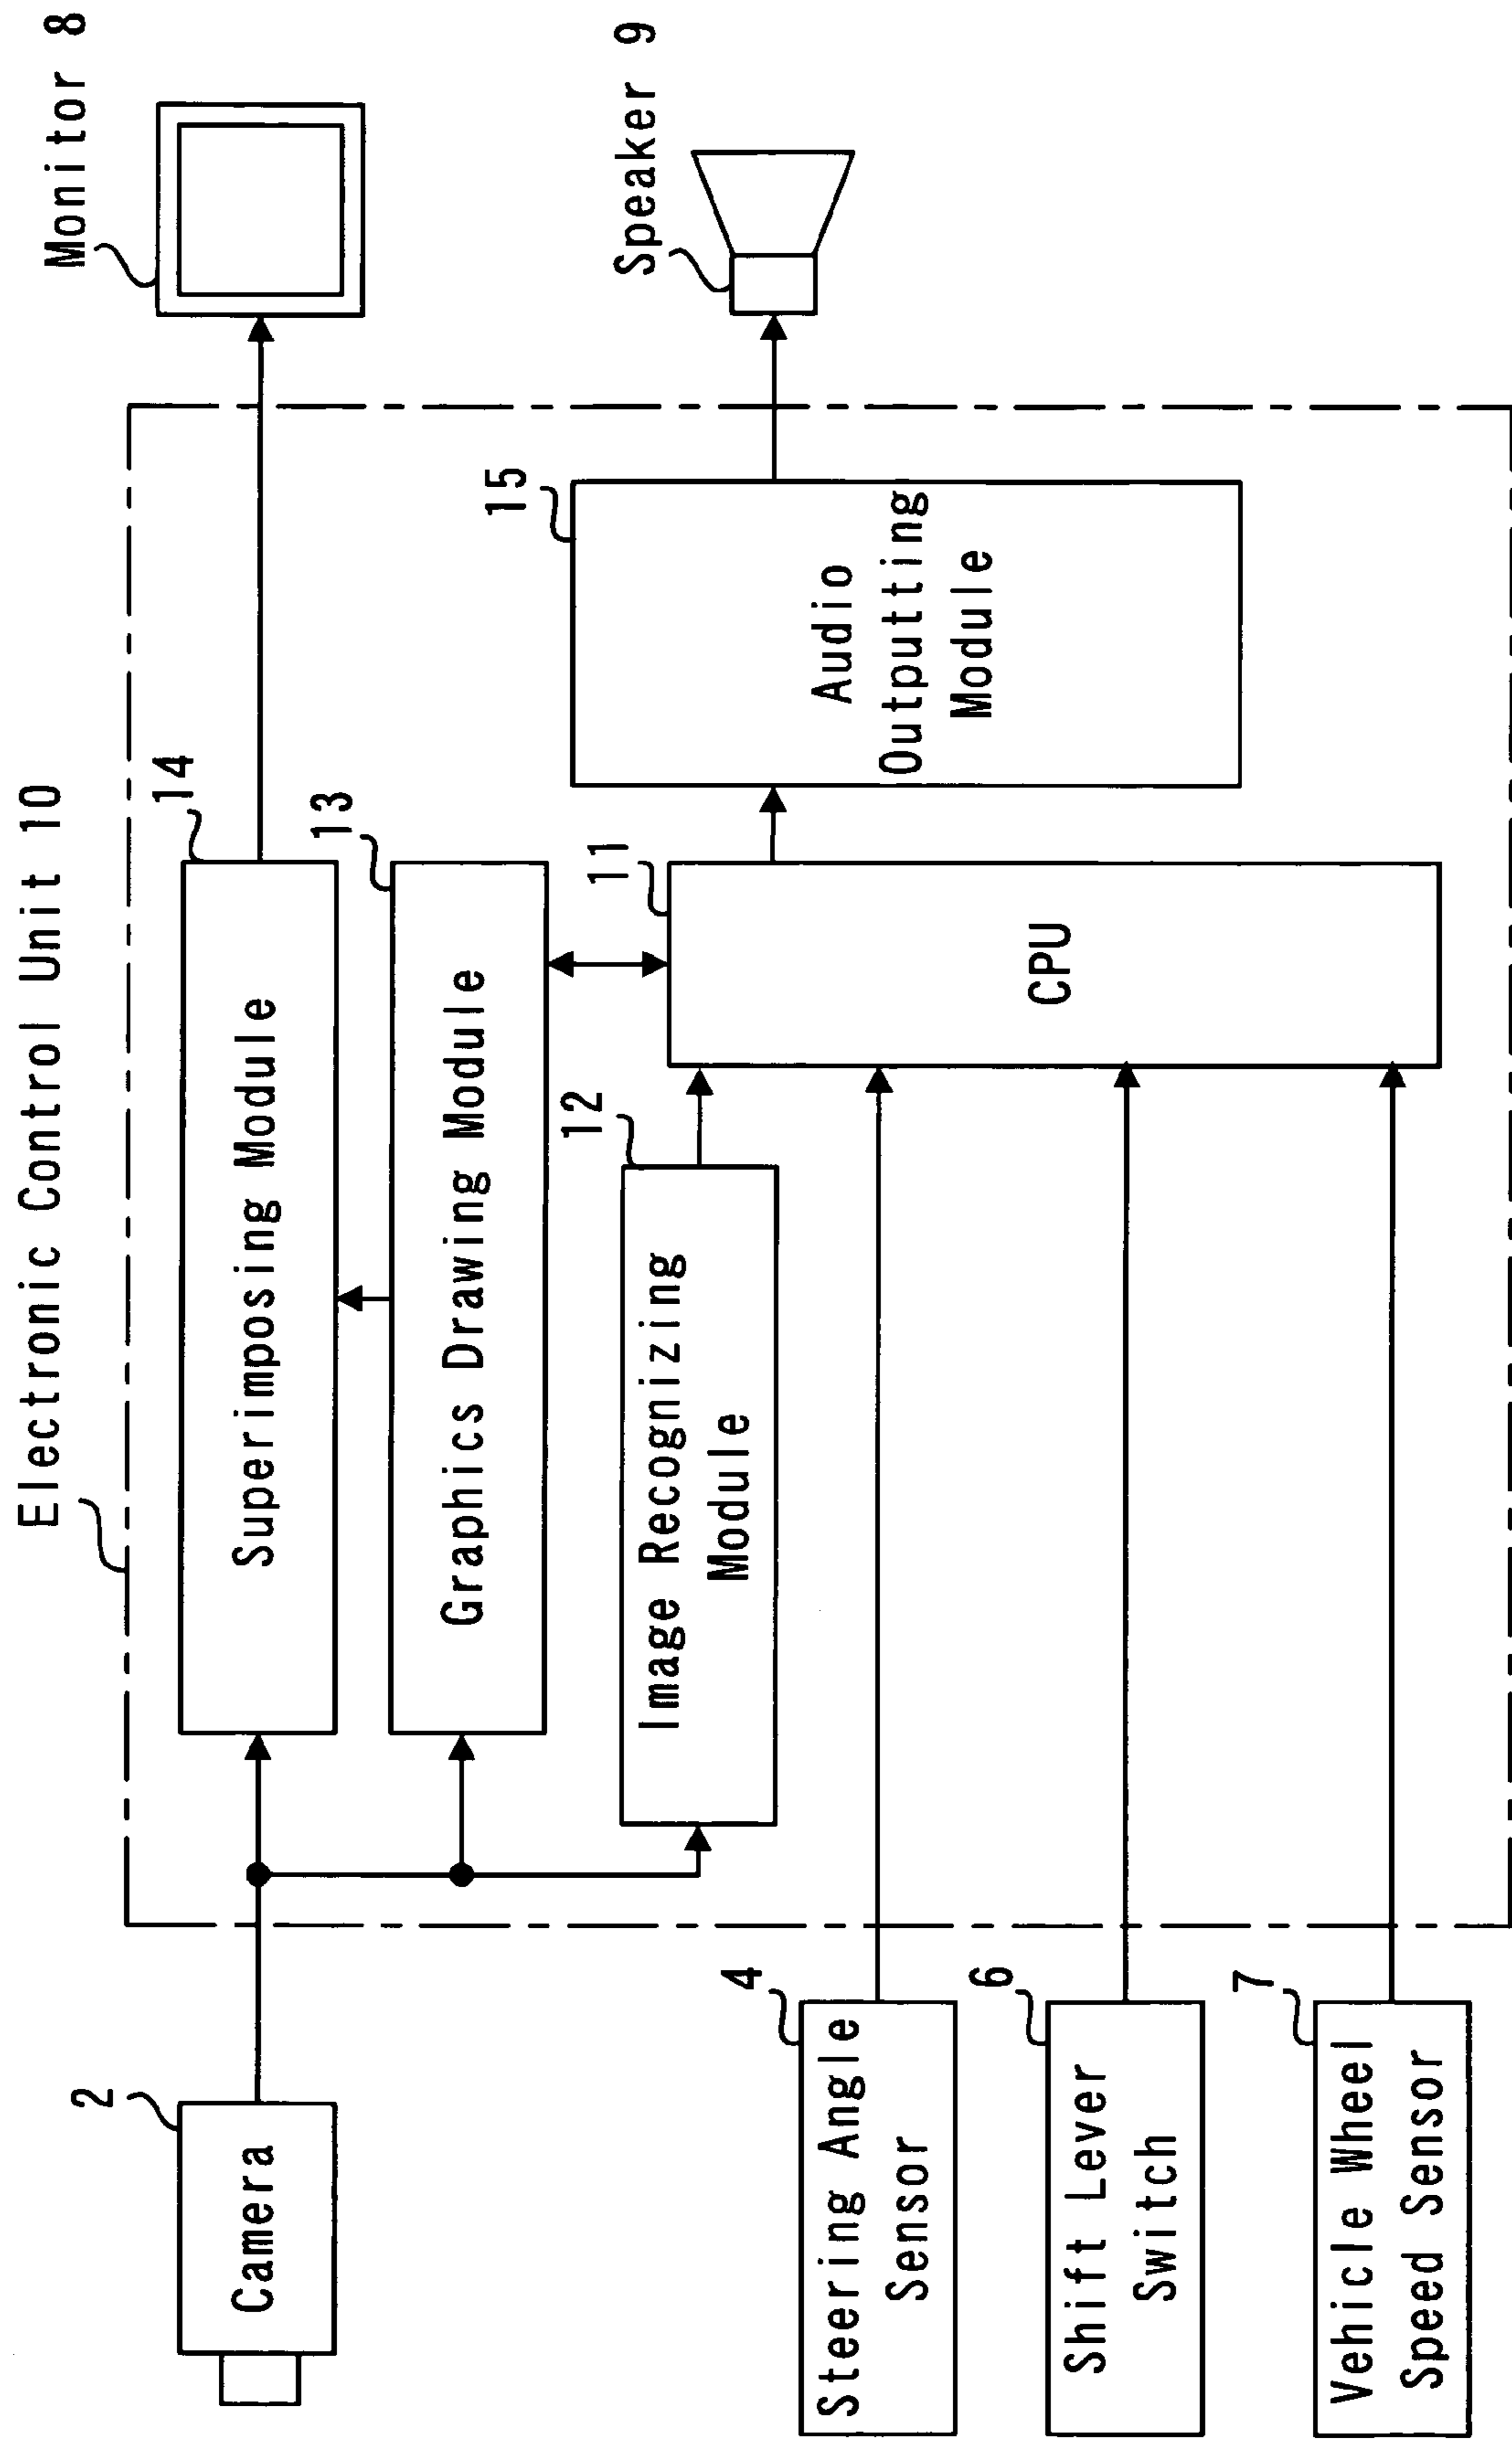 Electronic Control Unit 10
Monitor 8
2
Camera
14
Superimposing Module
13
Graphics Drawing Module
12
Image Recognizing
Module
11
CPU
15
Audio
Outputting
Module
Speaker 9
4
Steering Angle
Sensor
6
Shift Lever
Switch
7
Vehicle Wheel
Speed Sensor